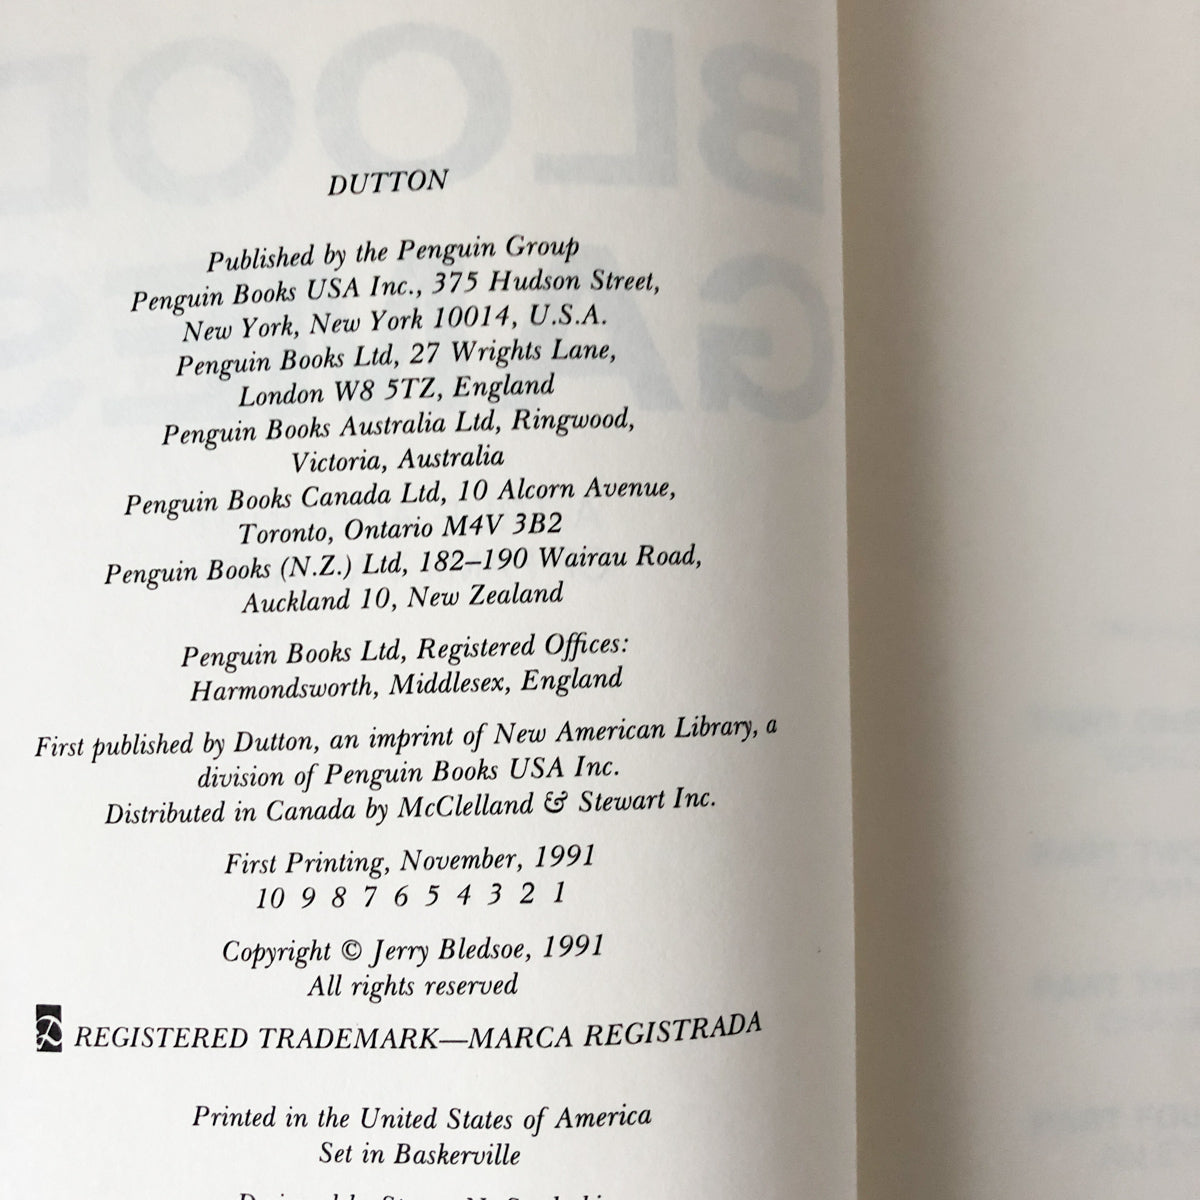 DUTTON
Published by the Penguin Group
Penguin Books USA Inc., 375 Hudson Street,
New York, New York 10014, U.S.A.
Penguin Books Ltd, 27 Wrights Lane,
London W8 5TZ, England
Penguin Books Australia Ltd, Ringwood,
Victoria, Australia
Penguin Books Canada Ltd, 10 Alcorn Avenue,
Toronto, Ontario M4V 3B2
Penguin Books (N.Z.) Ltd, 182–190 Wairau Road,
Auckland 10, New Zealand
Penguin Books Ltd, Registered Offices:
Harmondsworth, Middlesex, England
First published by Dutton, an imprint of New American Library, a
division of Penguin Books USA Inc.
Distributed in Canada by McClelland & Stewart Inc.
First Printing, November, 1991
10 9 8 7 6 5 4 3 2 1
Copyright © Jerry Bledsoe, 1991
All rights reserved
REGISTERED TRADEMARK—MARCA REGISTRADA
Printed in the United States of America
Set in Baskerville